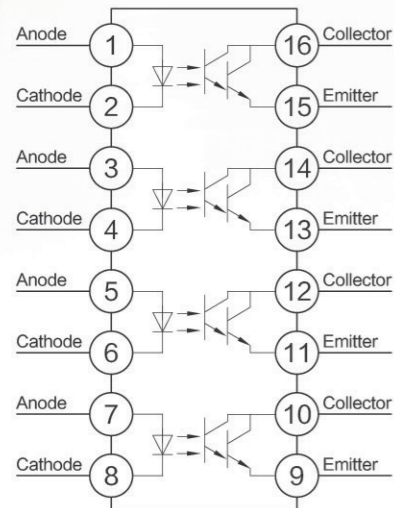 Anode 1 16 Collector
Cathode 2 15 Emitter
Anode 3 14 Collector
Cathode 4 13 Emitter
Anode 5 12 Collector
Cathode 6 11 Emitter
Anode 7 10 Collector
Cathode 8 9 Emitter